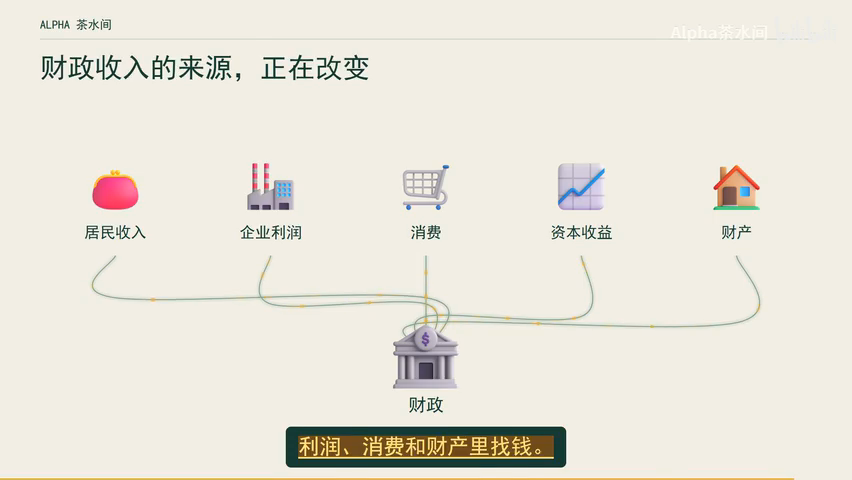 ALPHA 茶水间
Alpha茶水间
财政收入的来源，正在改变
居民收入
企业利润
消费
资本收益
财产
$
财政
利润、消费和财产里找钱。